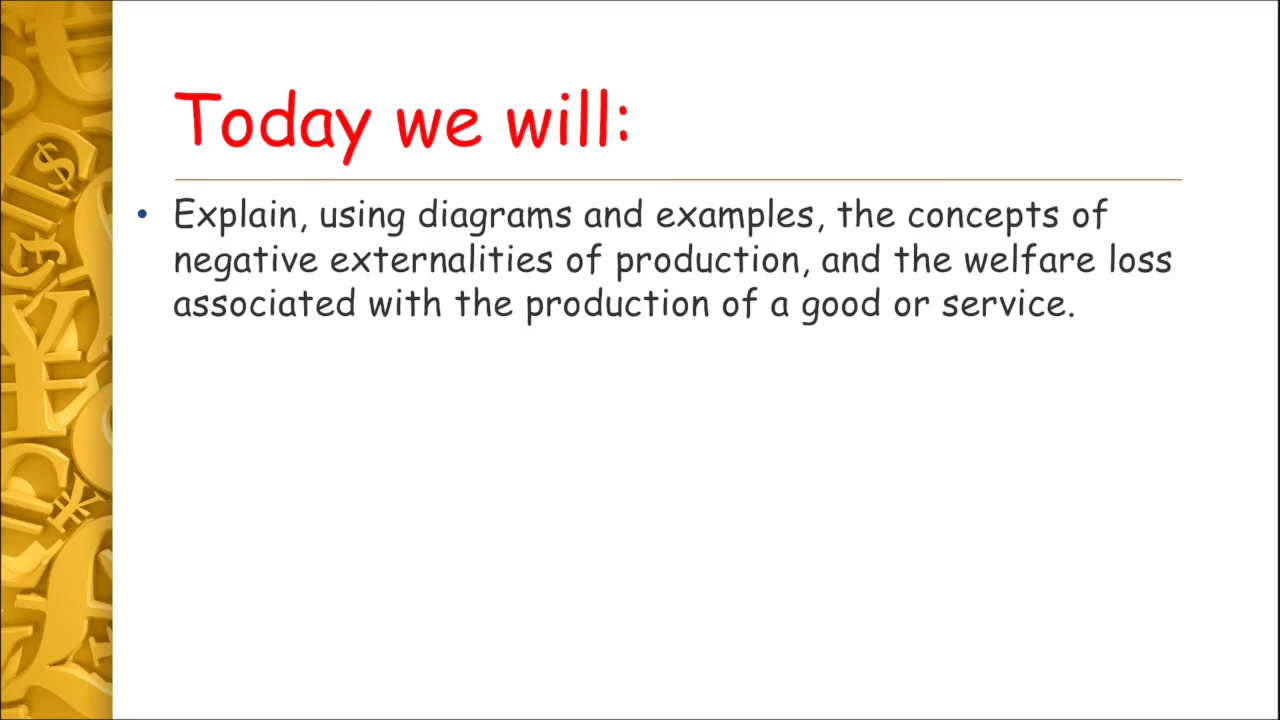 Today we will:
• Explain, using diagrams and examples, the concepts of
negative externalities of production, and the welfare loss
associated with the production of a good or service.